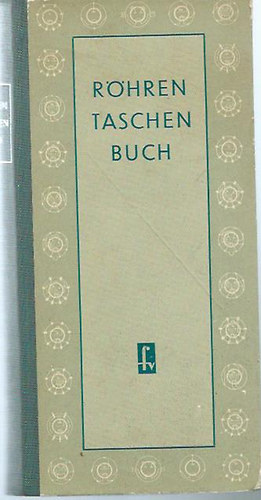 RÖHREN
TASCHEN
BUCH
fv